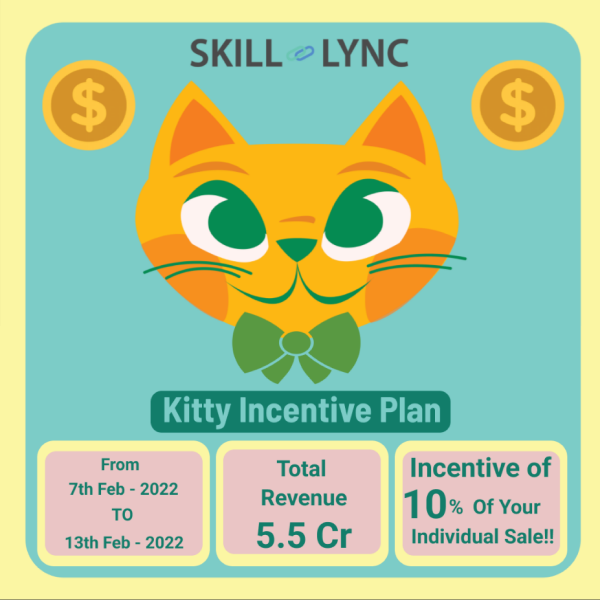 SKILL LYNC
$ $
Kitty Incentive Plan
From
7th Feb - 2022
TO
13th Feb - 2022
Total
Revenue
5.5 Cr
Incentive of
10% Of Your
Individual Sale!!